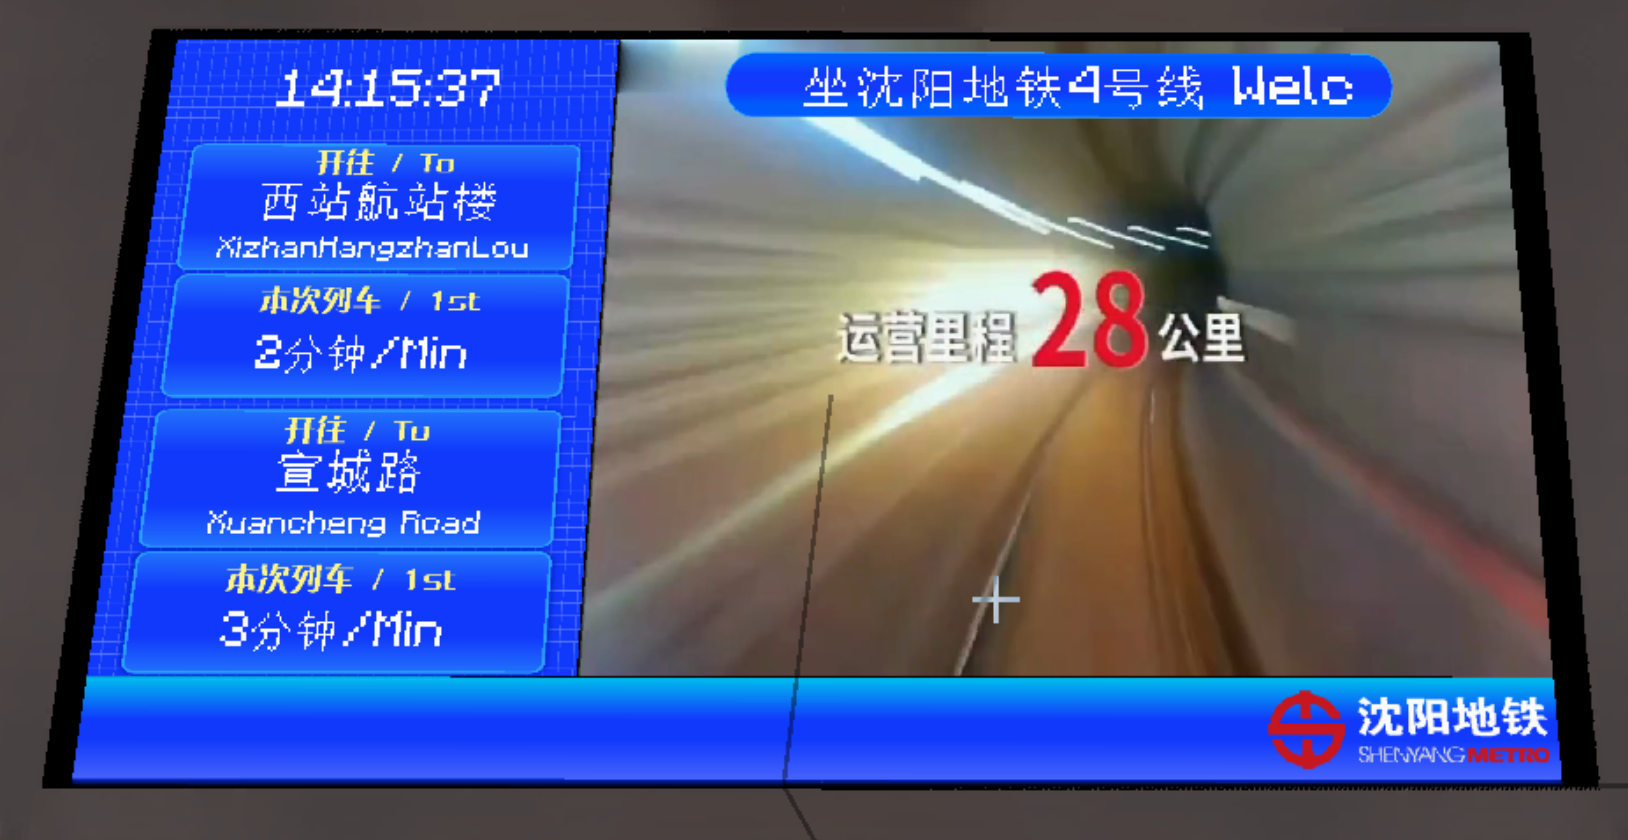 14:15:37
开往 / To
西站航站楼
XizhanHangzhanLou
本次列车 / 1st
2分钟/Min
开往 / To
宣城路
Xuancheng Road
本次列车 / 1st
3分钟/Min
坐沈阳地铁4号线 Welc
运营里程28公里
沈阳地铁
SHENYANG METRO